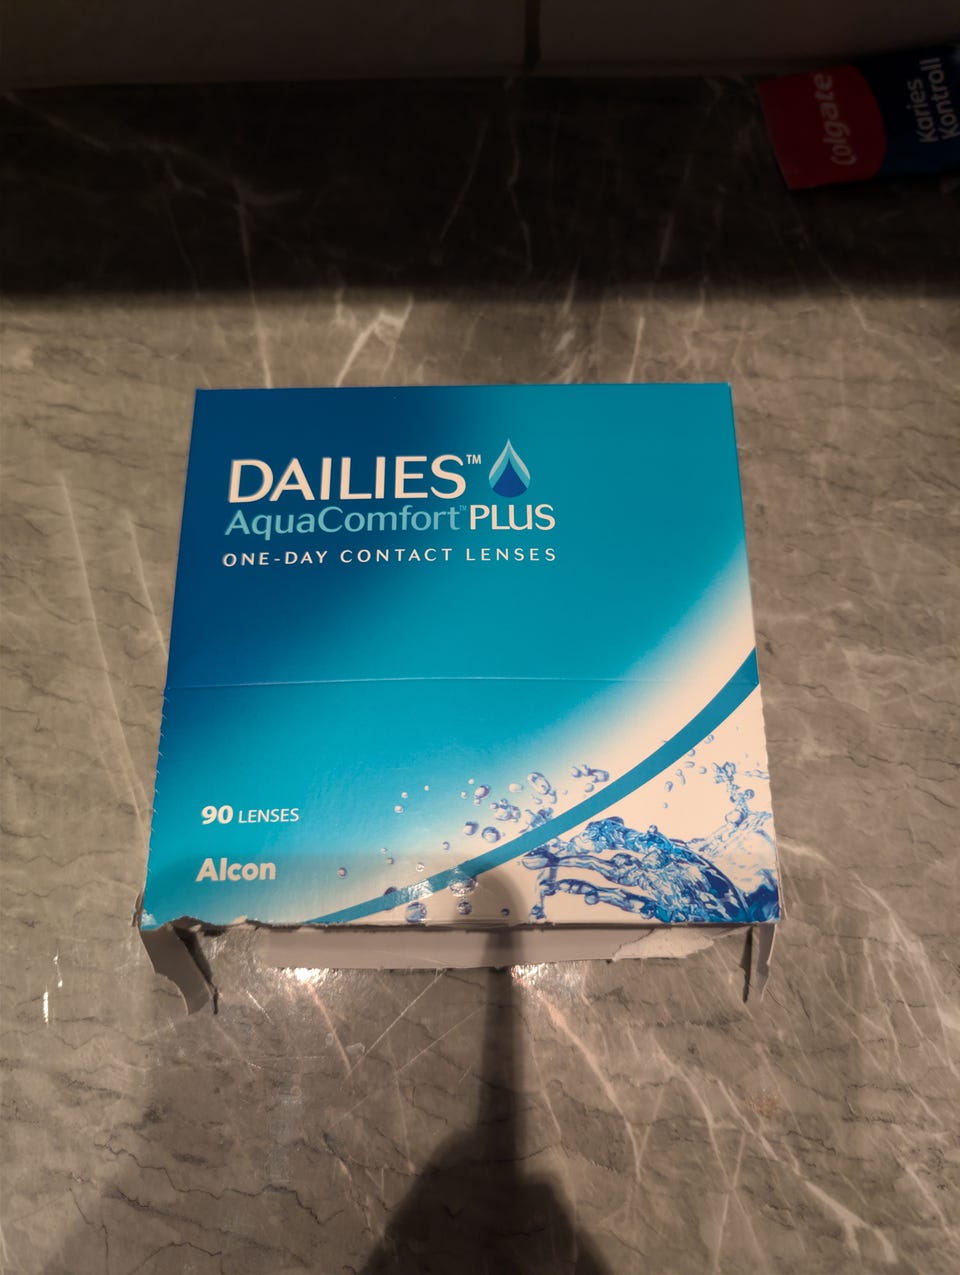 Colgate
Karies
Kontroll
DAILIES™
AquaComfort™ PLUS
ONE-DAY CONTACT LENSES
90 LENSES
Alcon